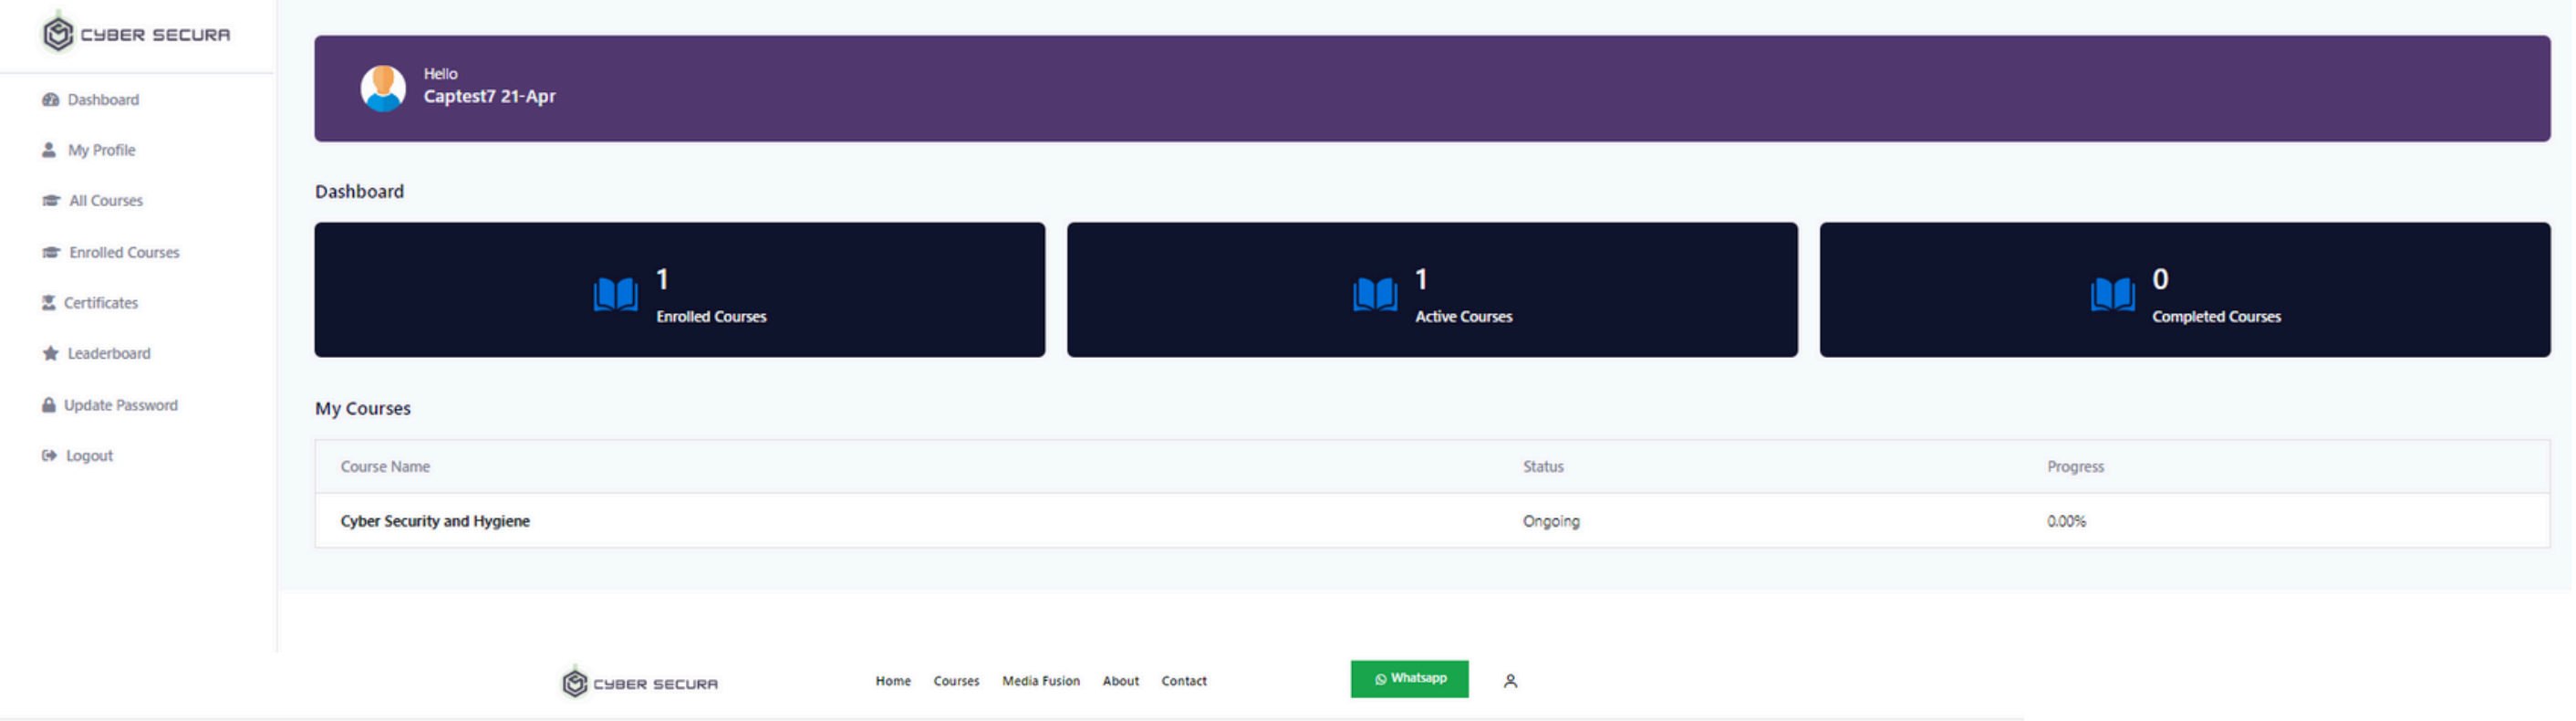 CYBER SECURA
Dashboard
My Profile
All Courses
Enrolled Courses
Certificates
Leaderboard
Update Password
Logout
Hello
Captest7 21-Apr
Dashboard
1
Enrolled Courses
1
Active Courses
0
Completed Courses
My Courses
Course Name Status Progress
Cyber Security and Hygiene Ongoing 0.00%
CYBER SECURA Home Courses Media Fusion About Contact Whatsapp